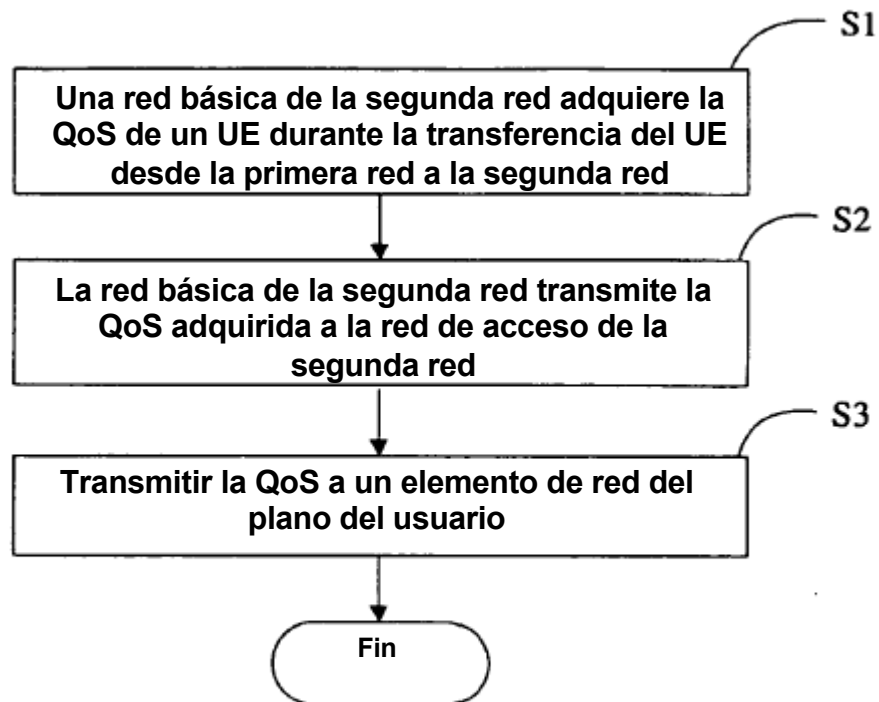 S1
Una red básica de la segunda red adquiere la
QoS de un UE durante la transferencia del UE
desde la primera red a la segunda red
S2
La red básica de la segunda red transmite la
QoS adquirida a la red de acceso de la
segunda red
S3
Transmitir la QoS a un elemento de red del
plano del usuario
Fin